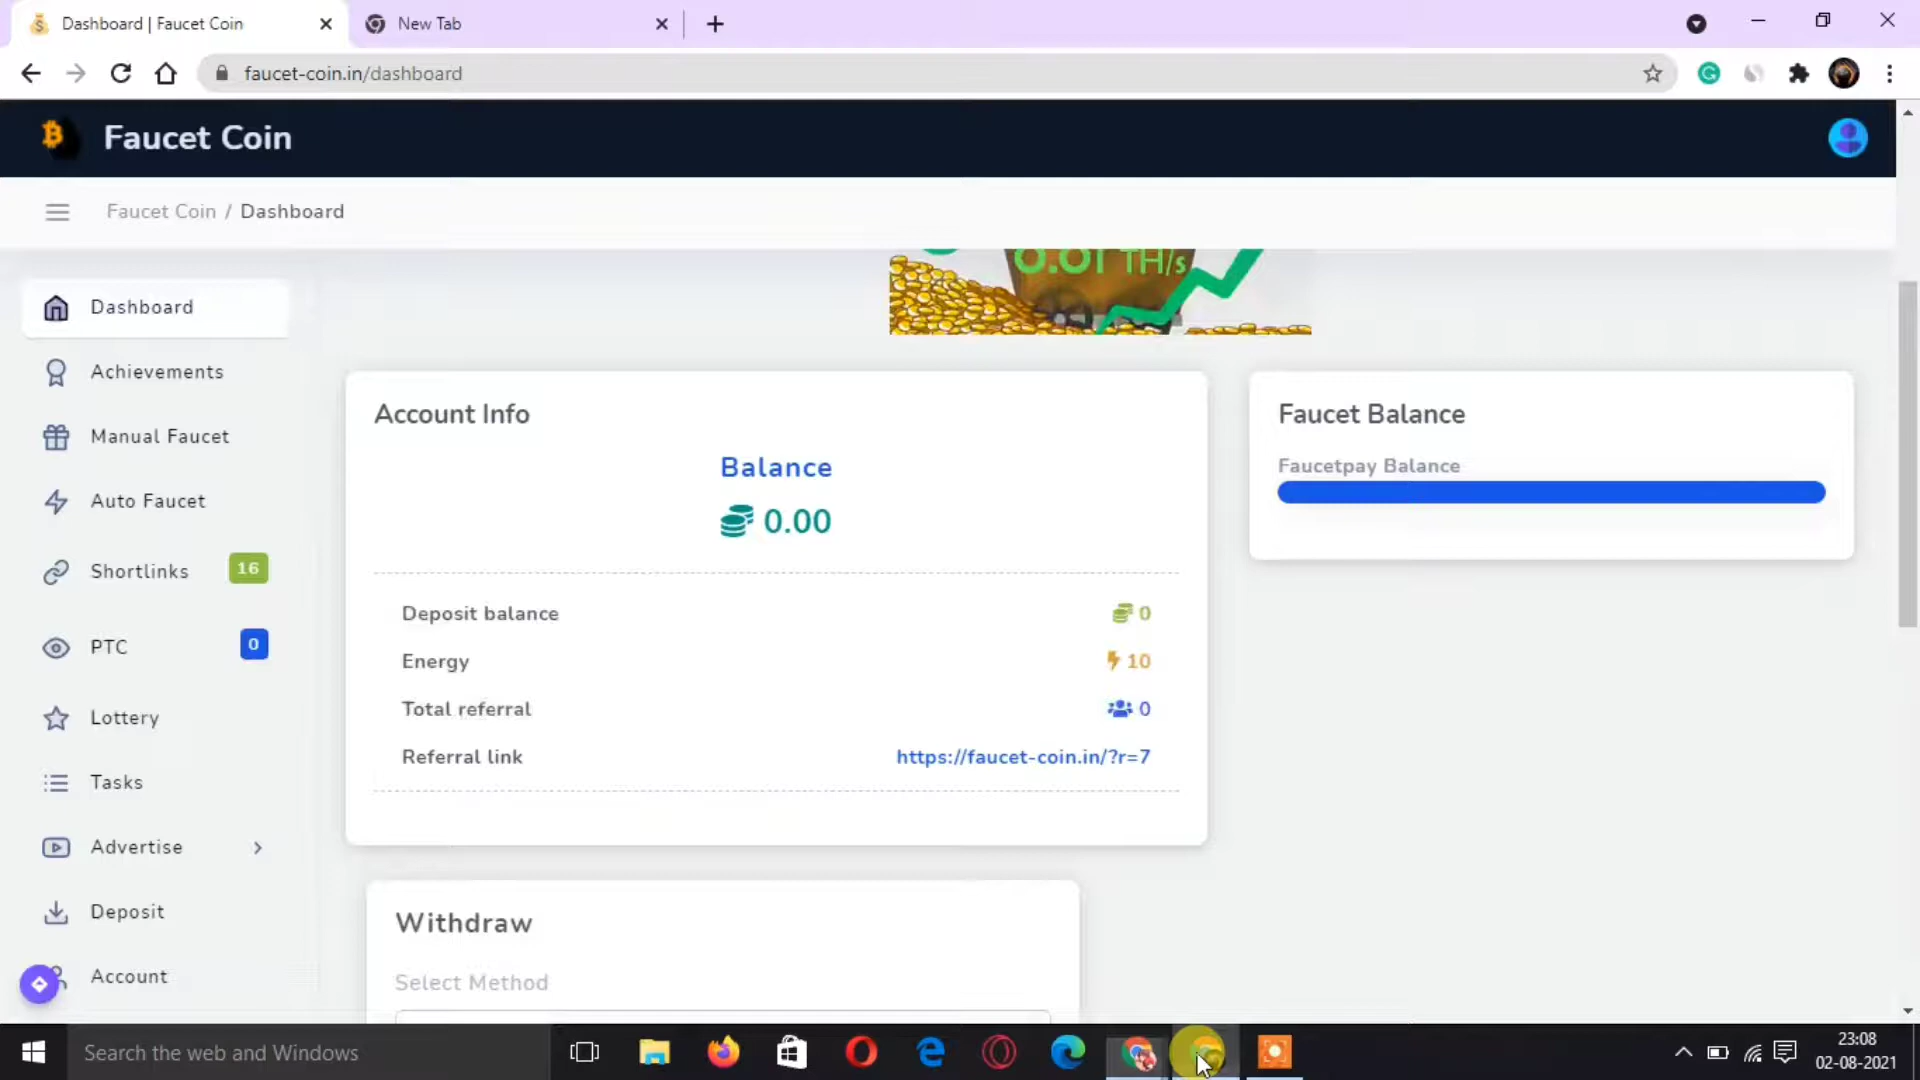 Dashboard | Faucet Coin
New Tab
faucet-coin.in/dashboard
Faucet Coin
Faucet Coin / Dashboard
0.01 TH/s
Dashboard
Achievements
Manual Faucet
Auto Faucet
Shortlinks 16
PTC 0
Lottery
Tasks
Advertise
Deposit
Account
Account Info
Balance
0.00
Deposit balance 0
Energy 10
Total referral 0
Referral link https://faucet-coin.in/?r=7
Faucet Balance
Faucetpay Balance
Withdraw
Select Method
Search the web and Windows
23:08
02-08-2021